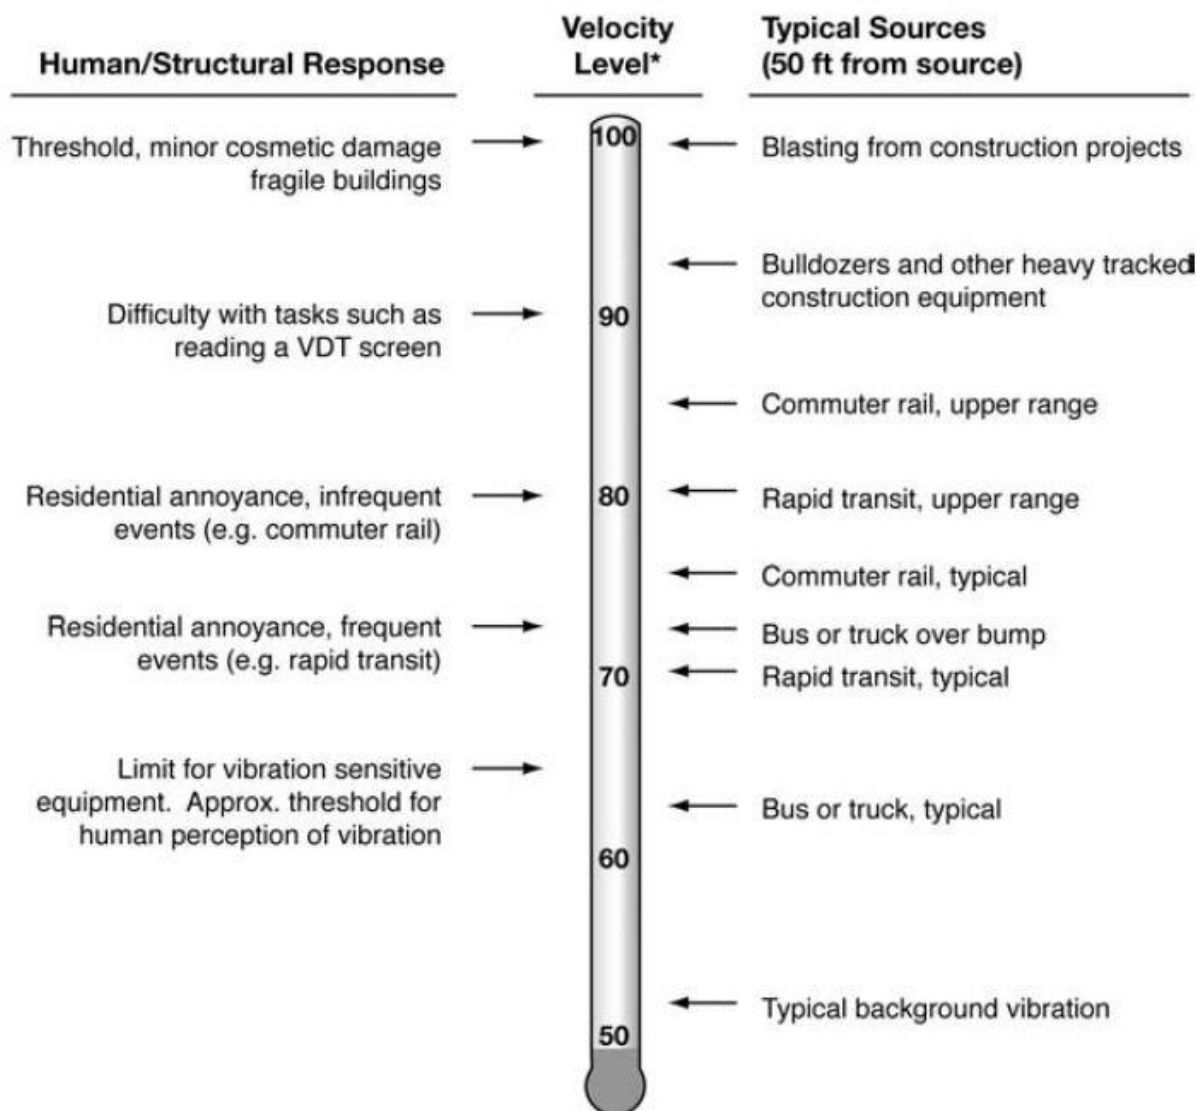 Human/Structural Response
Velocity
Level*
Typical Sources
(50 ft from source)
Threshold, minor cosmetic damage
fragile buildings
100
Blasting from construction projects
Bulldozers and other heavy tracked
construction equipment
Difficulty with tasks such as
reading a VDT screen
90
Commuter rail, upper range
Residential annoyance, infrequent
events (e.g. commuter rail)
80
Rapid transit, upper range
Commuter rail, typical
Residential annoyance, frequent
events (e.g. rapid transit)
Bus or truck over bump
70
Rapid transit, typical
Limit for vibration sensitive
equipment. Approx. threshold for
human perception of vibration
Bus or truck, typical
60
Typical background vibration
50